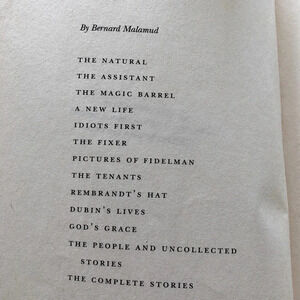 By Bernard Malamud
THE NATURAL
THE ASSISTANT
THE MAGIC BARREL
A NEW LIFE
IDIOTS FIRST
THE FIXER
PICTURES OF FIDELMAN
THE TENANTS
REMBRANDT'S HAT
DUBIN'S LIVES
GOD'S GRACE
THE PEOPLE AND UNCOLLECTED
STORIES
THE COMPLETE STORIES